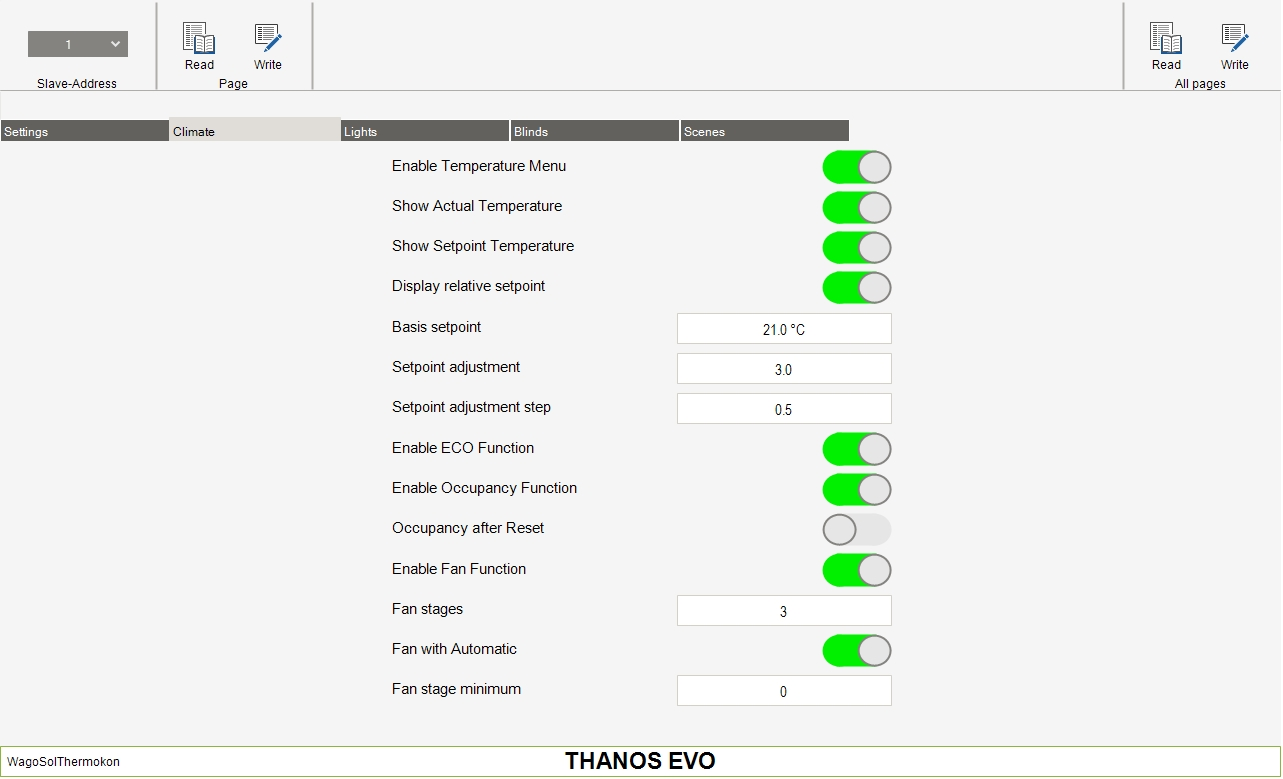 1
Slave-Address
Read Write
Page
Read Write
All pages
Settings Climate Lights Blinds Scenes
Enable Temperature Menu
Show Actual Temperature
Show Setpoint Temperature
Display relative setpoint
Basis setpoint 21.0 °C
Setpoint adjustment 3.0
Setpoint adjustment step 0.5
Enable ECO Function
Enable Occupancy Function
Occupancy after Reset
Enable Fan Function
Fan stages 3
Fan with Automatic
Fan stage minimum 0
WagoSolThermokon THANOS EVO